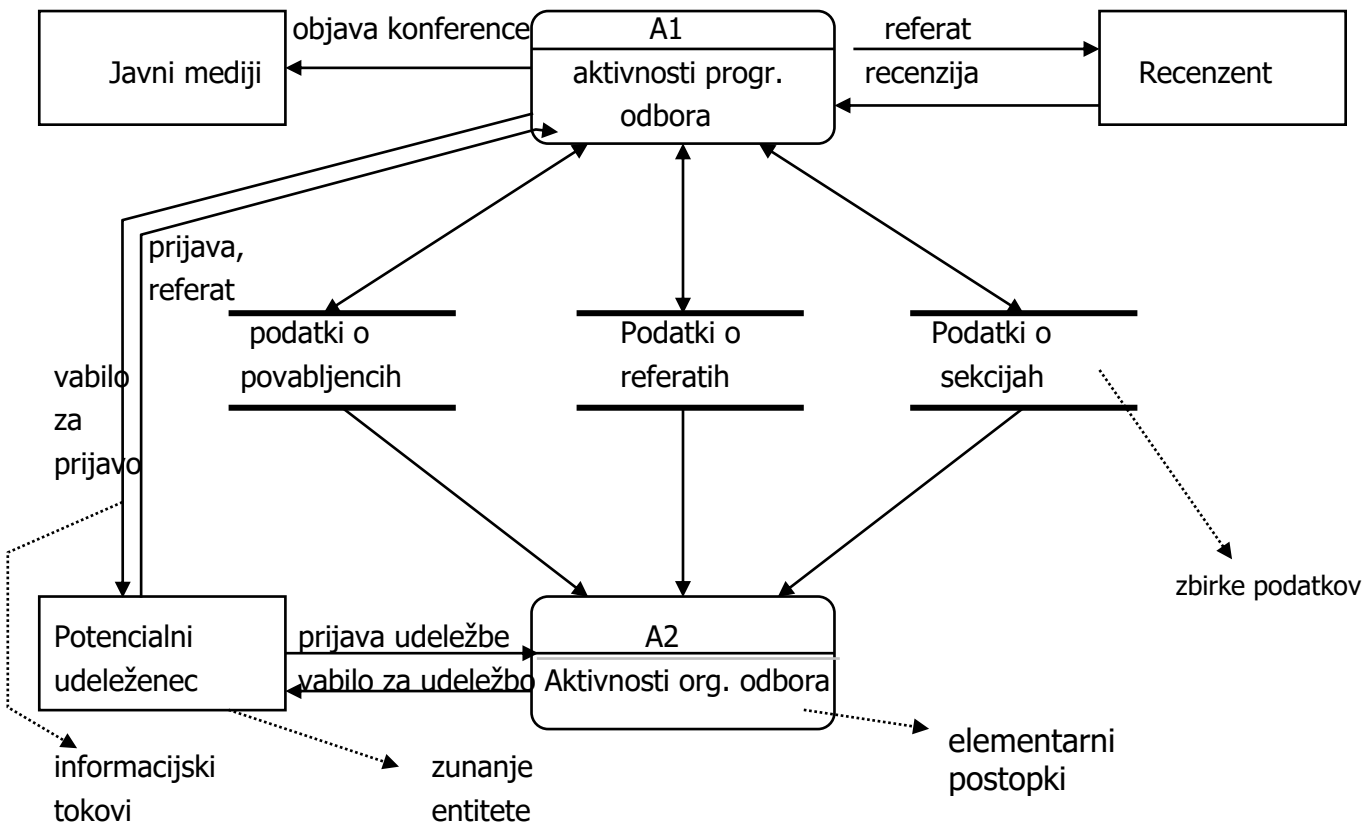 objava konference
A1
referat
Javni mediji
aktivnosti progr.
odbora
recenzija
Recenzent
prijava,
referat
podatki o
povabljencih
Podatki o
referatih
Podatki o
sekcijah
vabilo
za
prijavo
zbirke podatkov
Potencialni
udeleženec
prijava udeležbe
vabilo za udeležbo
A2
Aktivnosti org. odbora
informacijski
tokovi
zunanje
entitete
elementarni
postopki